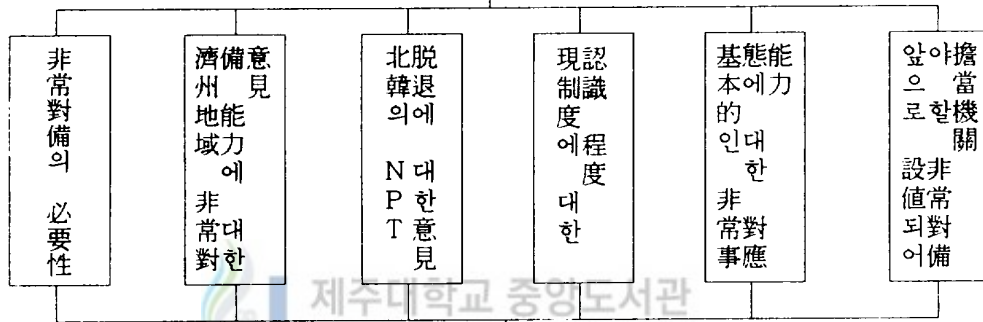 非常對備의 必要性
濟州地域 非常對
備能力에 대한
意見
北韓의 NPT
脱退에 대한意見
現制度에 대한
認識 程度
基本的인 非常事
態에 대한 對應
能力
앞으로 設値되어
야할 非常對備
擔當機關
제주대학교 중앙도서관